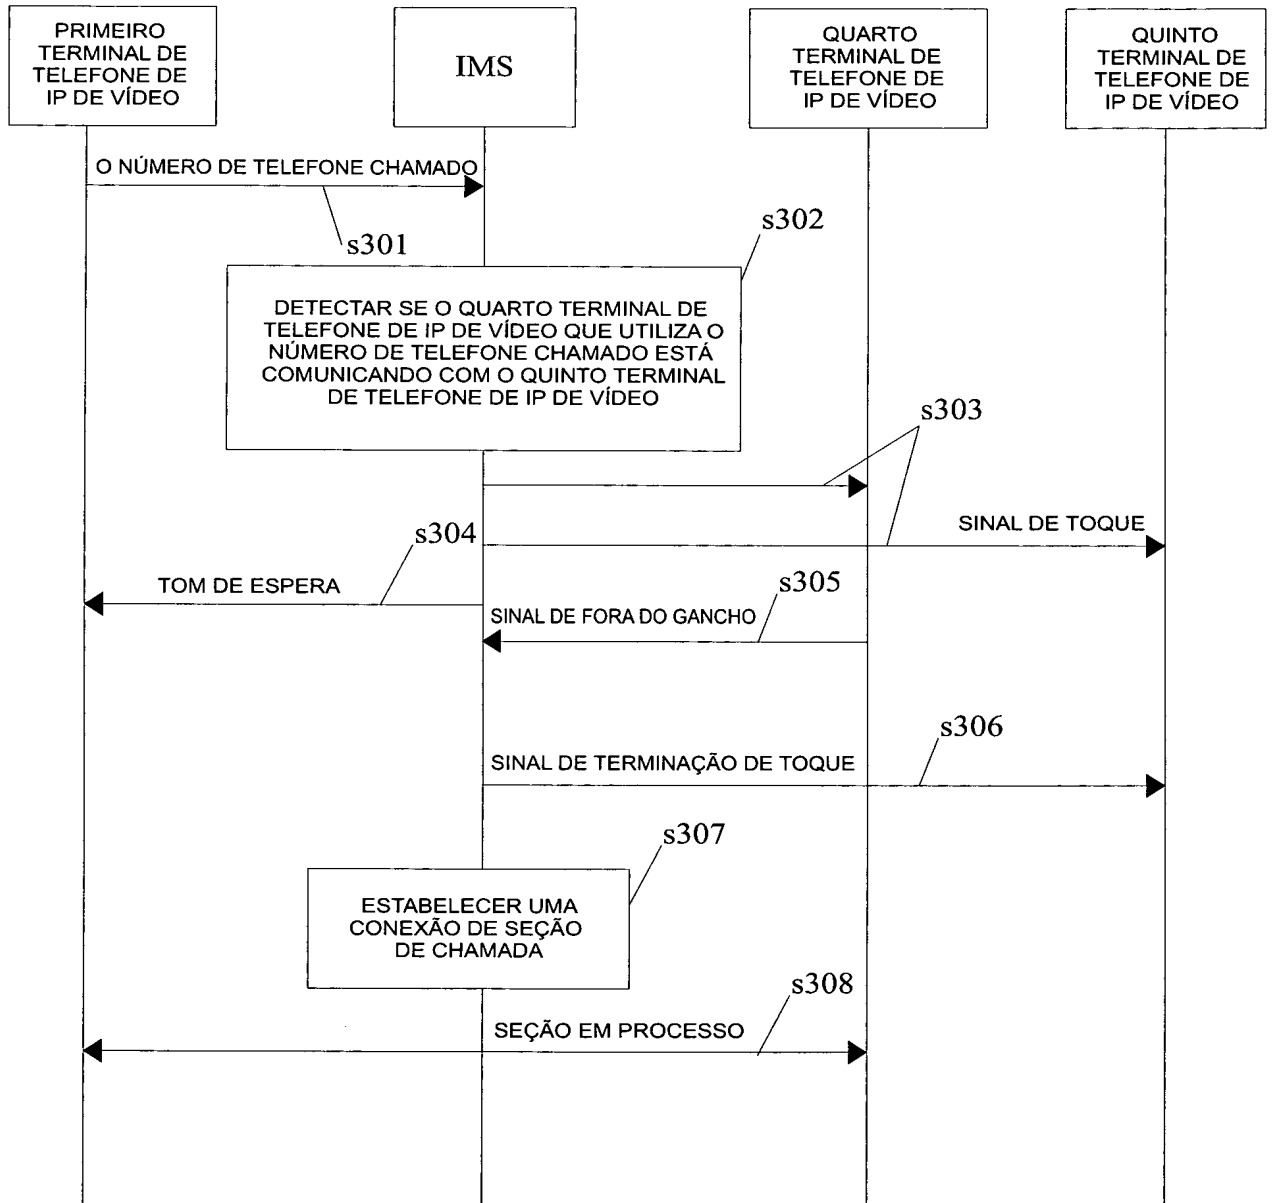 PRIMEIRO
TERMINAL DE
TELEFONE DE
IP DE VÍDEO
IMS
QUARTO
TERMINAL DE
TELEFONE DE
IP DE VÍDEO
QUINTO
TERMINAL DE
TELEFONE DE
IP DE VÍDEO
O NÚMERO DE TELEFONE CHAMADO
s301
s302
DETECTAR SE O QUARTO TERMINAL DE
TELEFONE DE IP DE VÍDEO QUE UTILIZA O
NÚMERO DE TELEFONE CHAMADO ESTÁ
COMUNICANDO COM O QUINTO TERMINAL
DE TELEFONE DE IP DE VÍDEO
s303
SINAL DE TOQUE
s304
TOM DE ESPERA
s305
SINAL DE FORA DO GANCHO
s306
SINAL DE TERMINAÇÃO DE TOQUE
s307
ESTABELECER UMA
CONEXÃO DE SEÇÃO
DE CHAMADA
s308
SEÇÃO EM PROCESSO